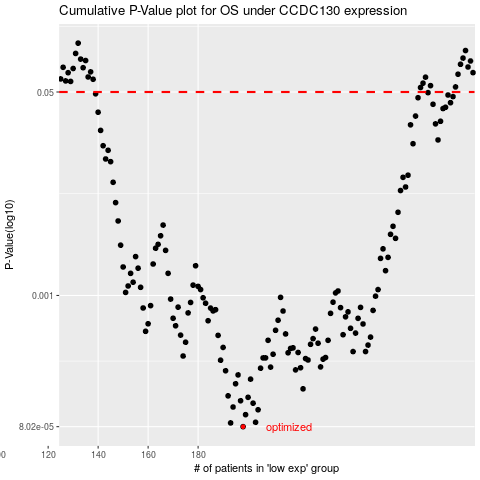 Cumulative P-Value plot for OS under CCDC130 expression
P-Value(log10)
0.05
0.001
8.02e-05
optimized
120 140 160 180
# of patients in 'low exp' group